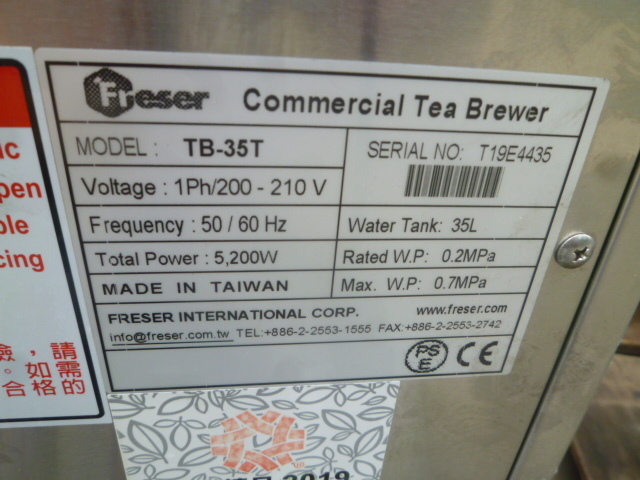 Freser Commercial Tea Brewer
MODEL : TB-35T
SERIAL NO: T19E4435
Voltage : 1Ph/200 - 210 V
Frequency : 50 / 60 Hz
Water Tank: 35L
Total Power : 5,200W
Rated W.P: 0.2MPa
MADE IN TAIWAN
Max. W.P: 0.7MPa
FRESER INTERNATIONAL CORP. www.freser.com
info@freser.com.tw TEL:+886-2-2553-1555 FAX:+886-2-2553-2742
PS E CE
ic
pen
ble
cing
，請
。如需
合格的
2019